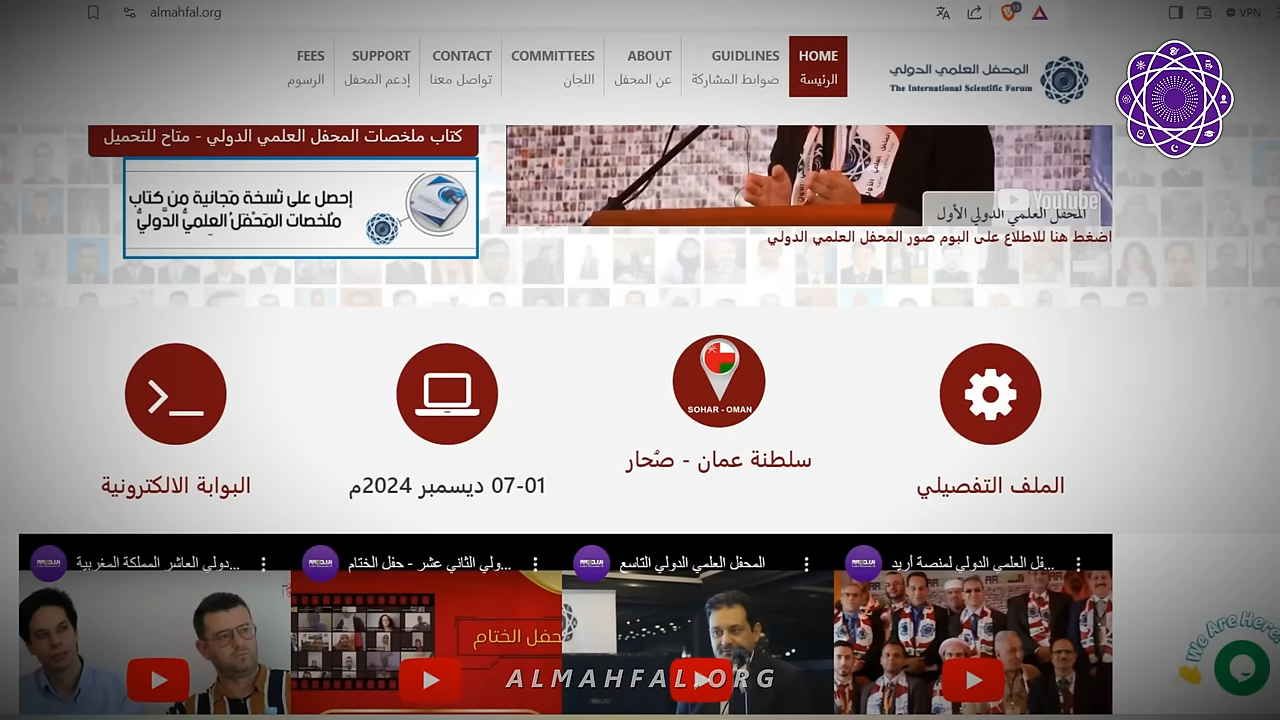 almahfal.org
VPN
HOME
الرئيسة
GUIDLINES
ضوابط المشاركة
ABOUT
عن المحفل
COMMITTEES
اللجان
CONTACT
تواصل معنا
SUPPORT
إدعم المحفل
FEES
الرسوم
المحفل العلمي الدولي
The International Scientific Forum
كتاب ملخصات المحفل العلمي الدولي - متاح للتحميل
احصل على نسخة مجانية من كتاب
ملخصات المحفل العلمي الدولي
YouTube
المحفل العلمي الدولي الأول
اضغط هنا للاطلاع على البوم صور المحفل العلمي الدولي
SOHAR - OMAN
الملف التفصيلي
سلطنة عمان - صُحار
07-01 ديسمبر 2024م
البوابة الالكترونية
...فل العلمي الدولي لمنصة أريد
المحفل العلمي الدولي التاسع
...ولي الثاني عشر - حفل الختام
...دولي العاشر المملكة المغربية
حفل الختام
We Are Here
ALMAHFAL.ORG